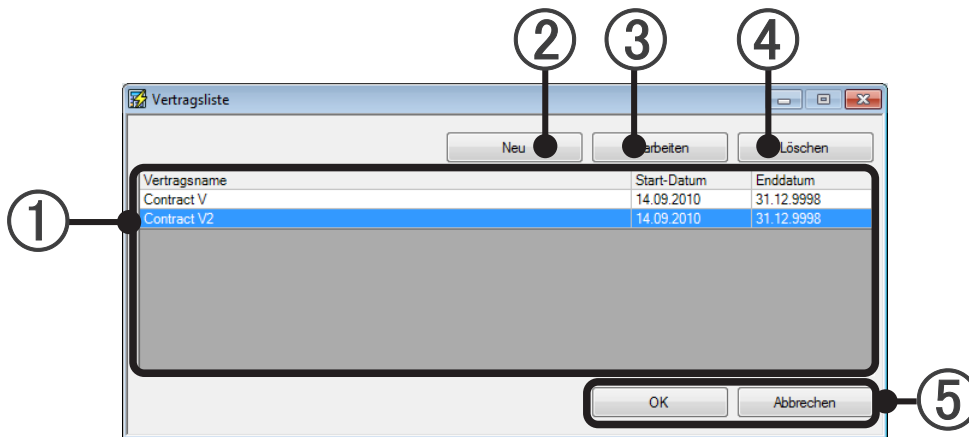 ② ③ ④
Vertragsliste
Neu arbeiten Löschen
Vertragsname Start-Datum Enddatum
Contract V 14.09.2010 31.12.9998
① Contract V2 14.09.2010 31.12.9998
OK Abbrechen ⑤